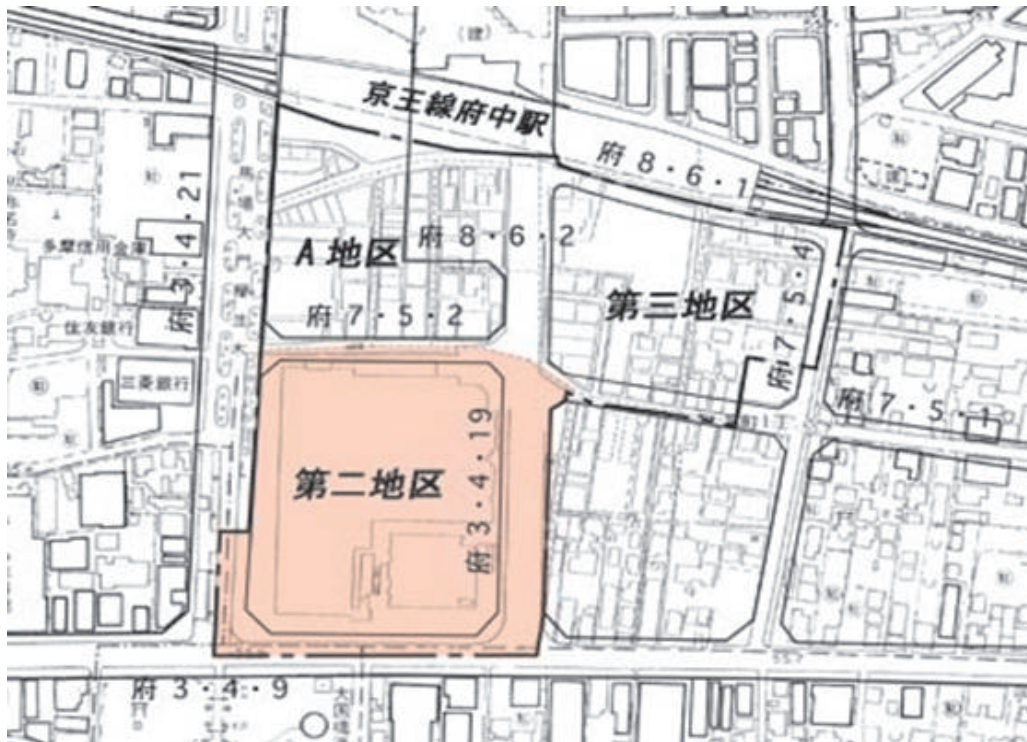 (建)
京王線府中駅
府 8・6・1
府 3・4・21
A 地区
府 8・6・2
府 7・5・4
多摩信用金庫
第三地区
府 7・5・2
住友銀行
三菱銀行
府 7・5・1
府 3・4・19
第二地区
府 3・4・9